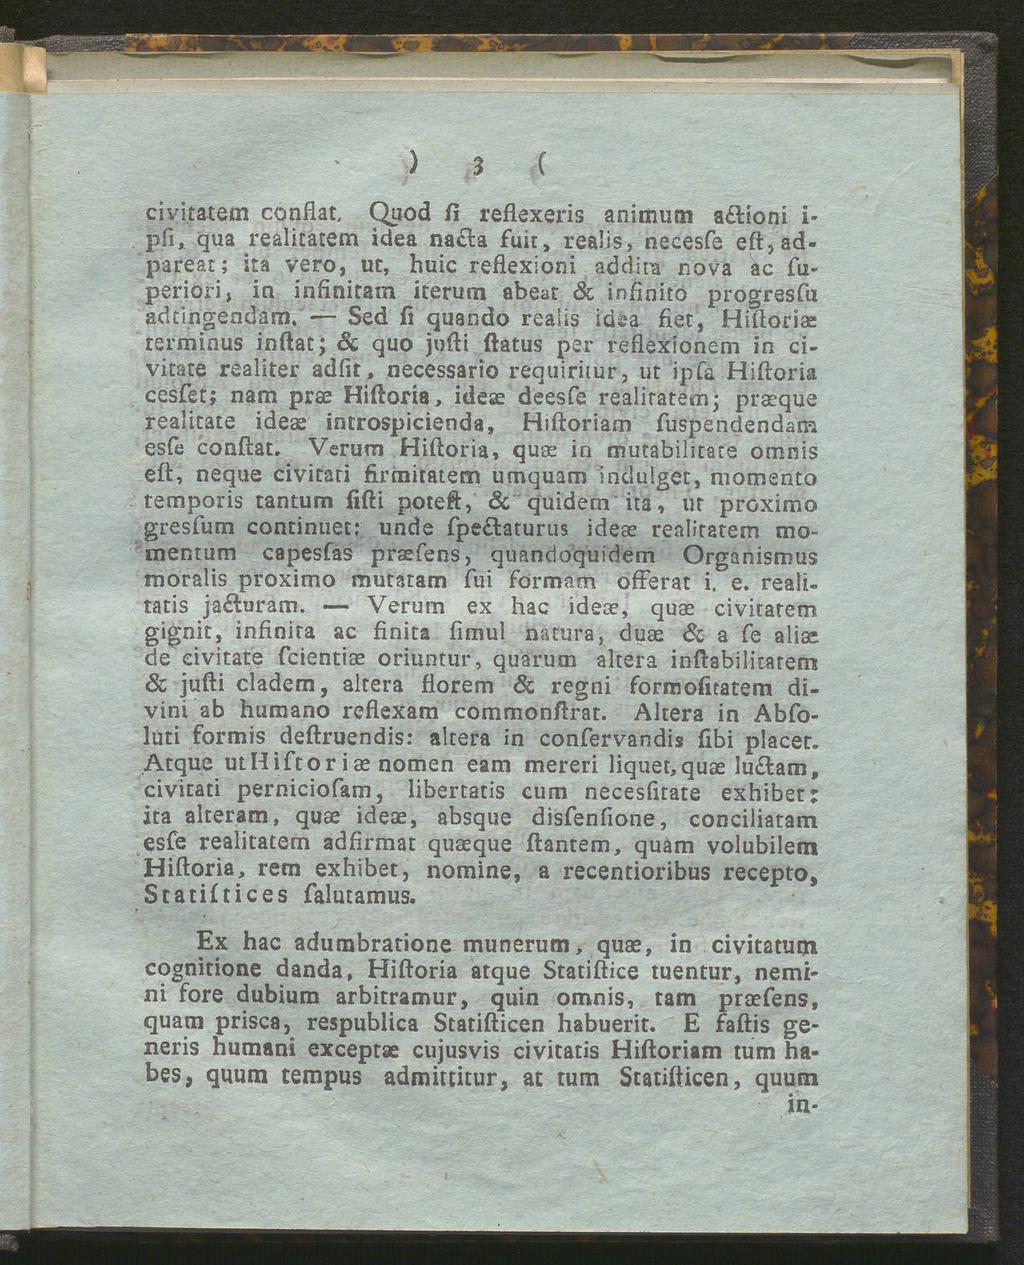 ) 3 (
civitatem conflat. Quod ſi reflexeris animum actioni i-
pſi, qua realitatem idea nacta fuit, realis, necesſe eſt, ad-
pareat; ita vero, ut, huic reflexioni addita nova ac ſu-
periori, in infinitam iterum abeat & infinito progresſu
adtingendam. — Sed ſi quando realis idea fiet, Hiſtoriæ
terminus inſtat; & quo juſti ſtatus per reflexionem in ci-
vitate realiter adſit, necessario requiritur, ut ipſa Hiſtoria
cesſet; nam præ Hiſtoria, ideæ deesſe realitatem; præque
realitate ideæ introspicienda, Hiſtoriam ſuspendendam
esſe conſtat. Verum Hiſtoria, quæ in mutabilitate omnis
eſt, neque civitati firmitatem umquam indulget, momento
temporis tantum ſiſti poteſt, & quidem ita, ut proximo
gresſum continuet; unde ſpectaturus ideæ realitatem mo-
mentum capesſas præſens, quandoquidem Organismus
moralis proximo mutatam ſui formam offerat i. e. reali-
tatis jacturam. — Verum ex hac ideæ, quæ civitatem
gignit, infinita ac finita ſimul natura, duæ & a ſe aliæ
de civitate ſcientiæ oriuntur, quarum altera inſtabilitatem
& juſti cladem, altera florem & regni formoſitatem di-
vini ab humano reflexam commonſtrat. Altera in Abſo-
luti formis deſtruendis: altera in conſervandis ſibi placet.
Atque ut Hiſtoriæ nomen eam mereri liquet, quæ luctam,
civitati pernicioſam, libertatis cum necesſitate exhibet;
ita alteram, quæ ideæ, absque disſenſione, conciliatam
esſe realitatem adfirmat quæque ſtantem, quam volubilem
Hiſtoria, rem exhibet, nomine, a recentioribus recepto,
Statiſtices ſalutamus.
Ex hac adumbratione munerum, quæ, in civitatum
cognitione danda, Hiſtoria atque Statiſtice tuentur, nemi-
ni fore dubium arbitramur, quin omnis, tam præſens,
quam prisca, respublica Statiſticen habuerit. E faſtis ge-
neris humani exceptæ cujusvis civitatis Hiſtoriam tum ha-
bes, quum tempus admittitur, at tum Statiſticen, quum
in-